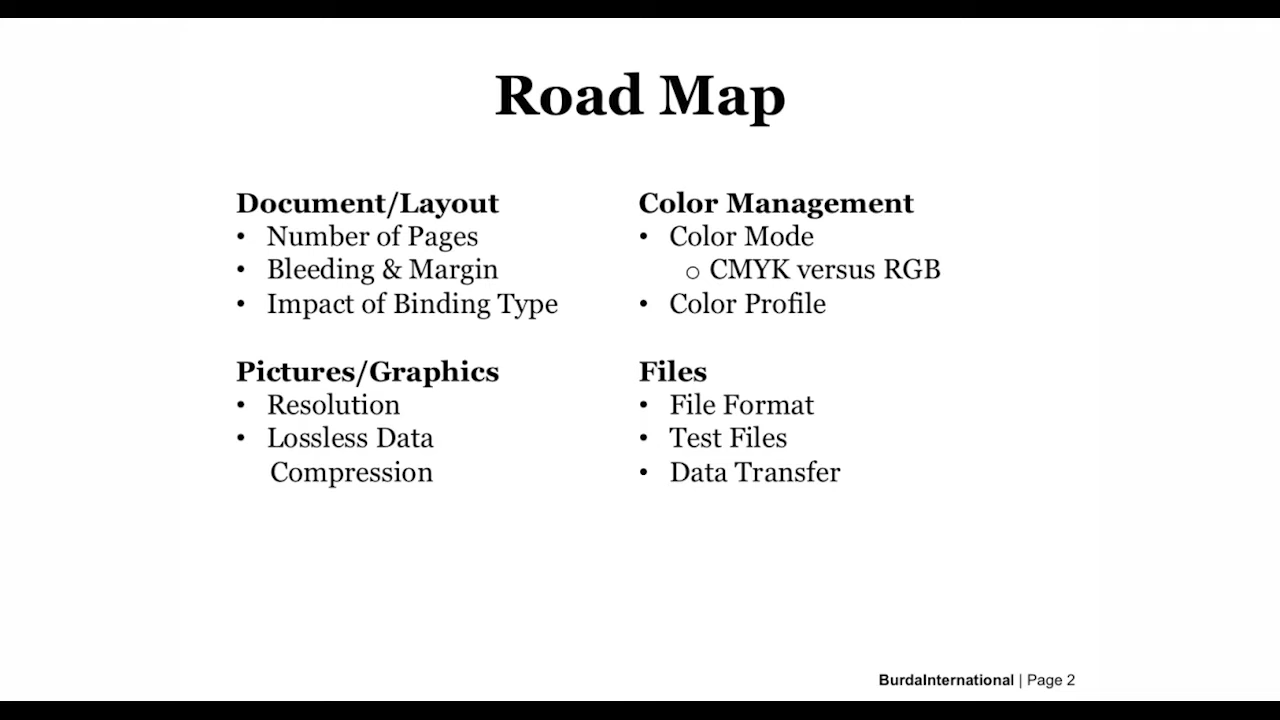 Road Map
Document/Layout
• Number of Pages
• Bleeding & Margin
• Impact of Binding Type
Pictures/Graphics
• Resolution
• Lossless Data
Compression
Color Management
• Color Mode
o CMYK versus RGB
• Color Profile
Files
• File Format
• Test Files
• Data Transfer
BurdaInternational | Page 2